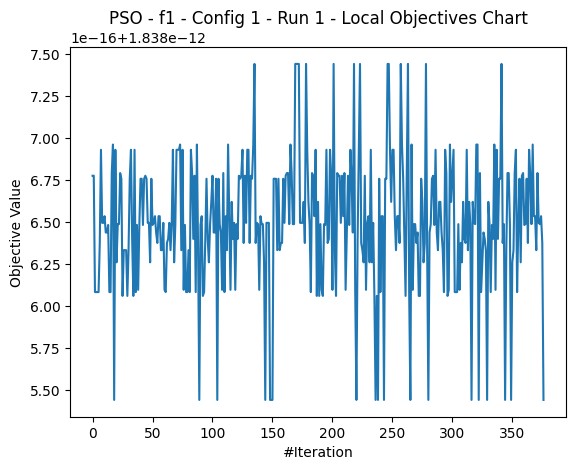 PSO - f1 - Config 1 - Run 1 - Local Objectives Chart
1e−16+1.838e−12
7.50
7.25
7.00
6.75
6.50
6.25
6.00
5.75
5.50
Objective Value
0 50 100 150 200 250 300 350
#Iteration